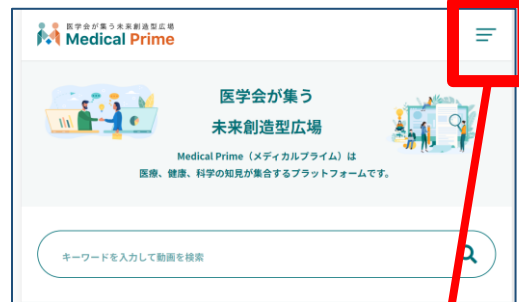 医学会が集う未来創造型広場
Medical Prime
医学会が集う
未来創造型広場
Medical Prime（メディカルプライム）は
医療、健康、科学の知見が集合するプラットフォームです。
キーワードを入力して動画を検索